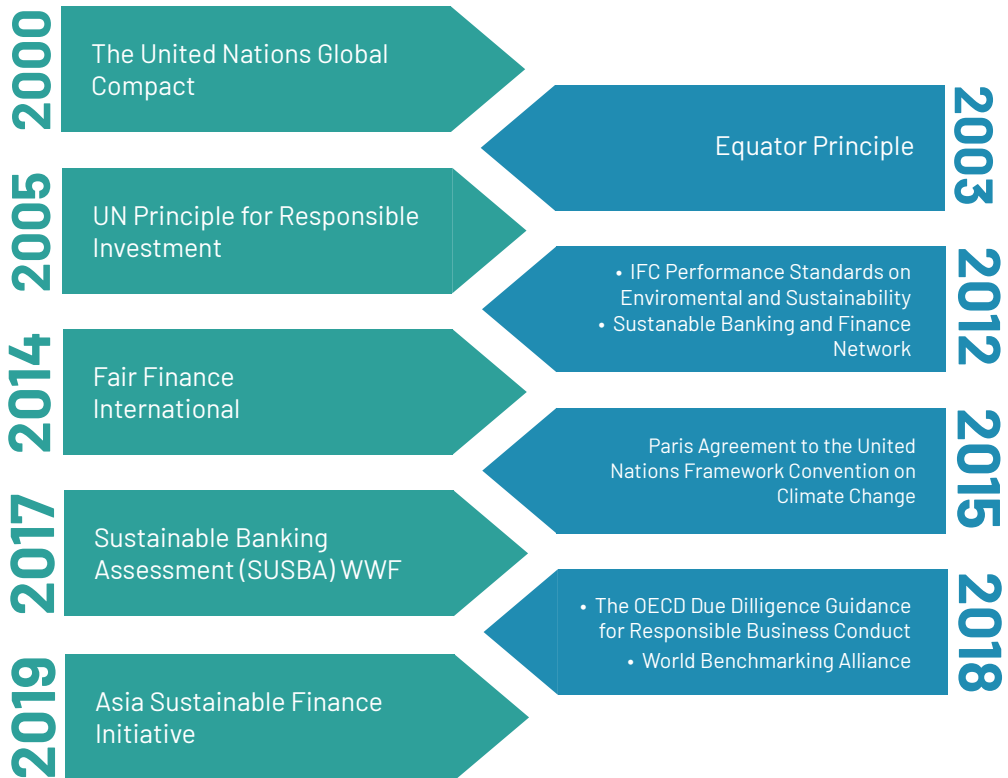 2000
The United Nations Global
Compact
2003
Equator Principle
2005
UN Principle for Responsible
Investment
2012
• IFC Performance Standards on
Enviromental and Sustainability
• Sustanable Banking and Finance
Network
2014
Fair Finance
International
2015
Paris Agreement to the United
Nations Framework Convention on
Climate Change
2017
Sustainable Banking
Assessment (SUSBA) WWF
2018
• The OECD Due Dilligence Guidance
for Responsible Business Conduct
• World Benchmarking Alliance
2019
Asia Sustainable Finance
Initiative